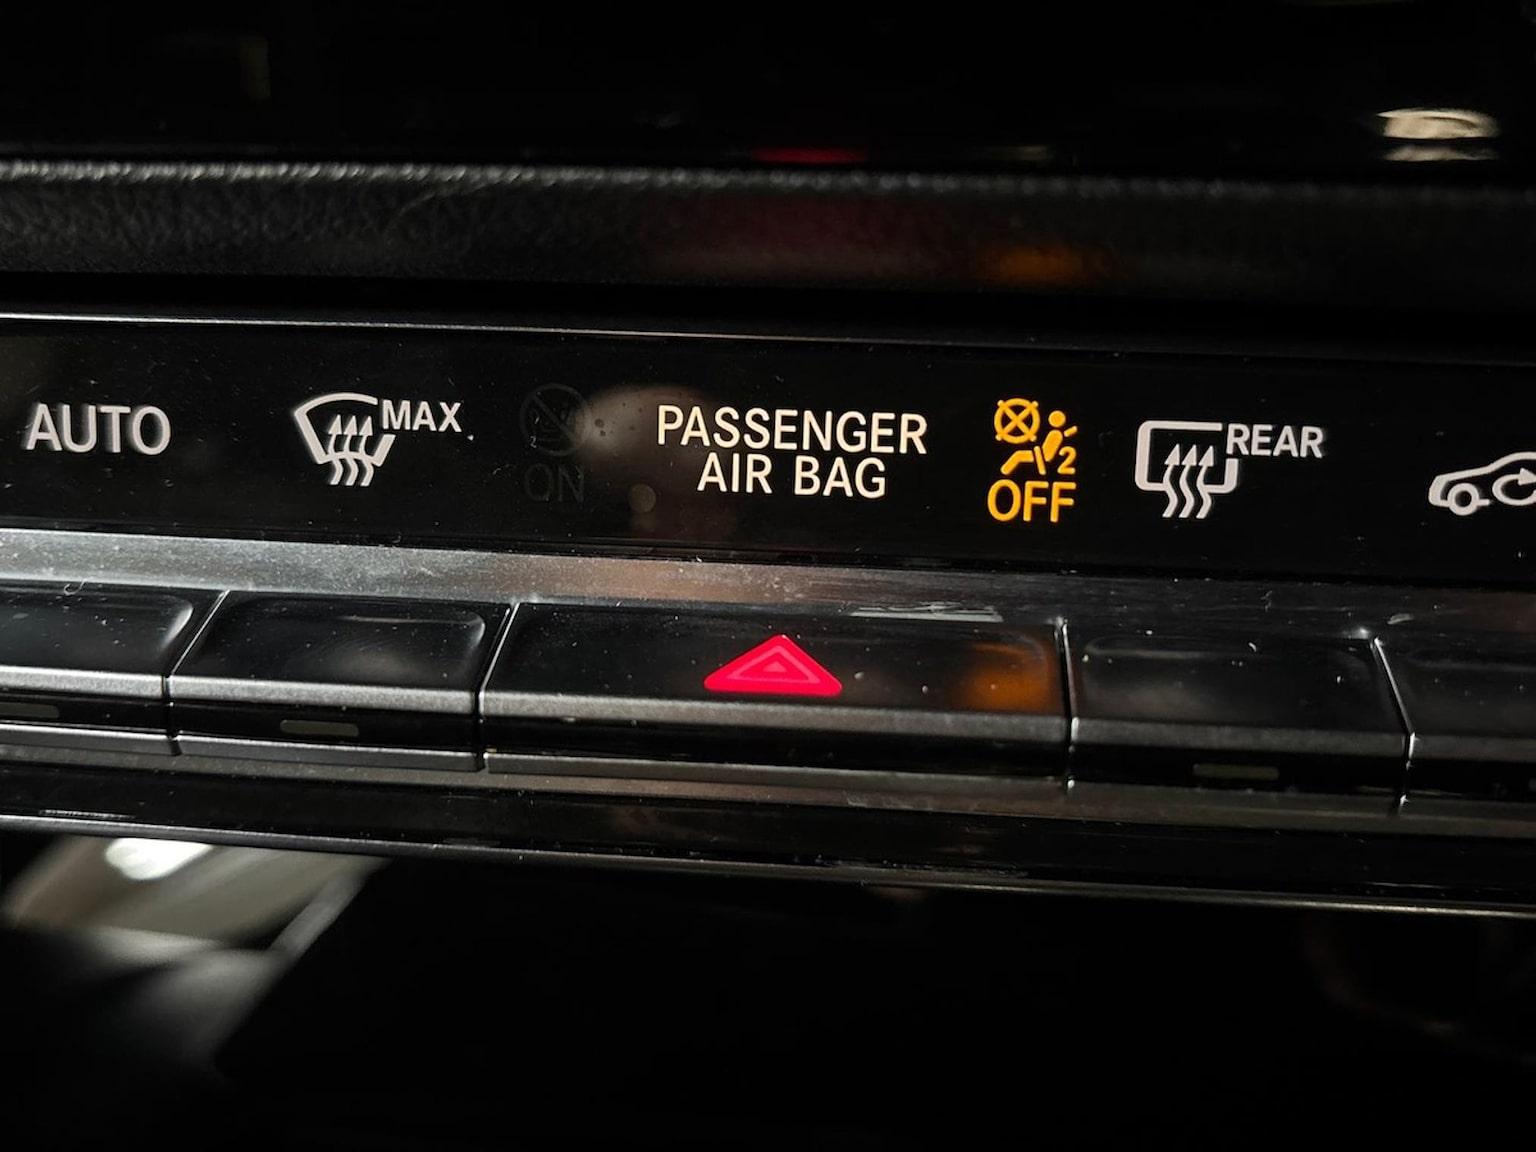 AUTO
MAX
ON
PASSENGER
AIR BAG
2
OFF
REAR